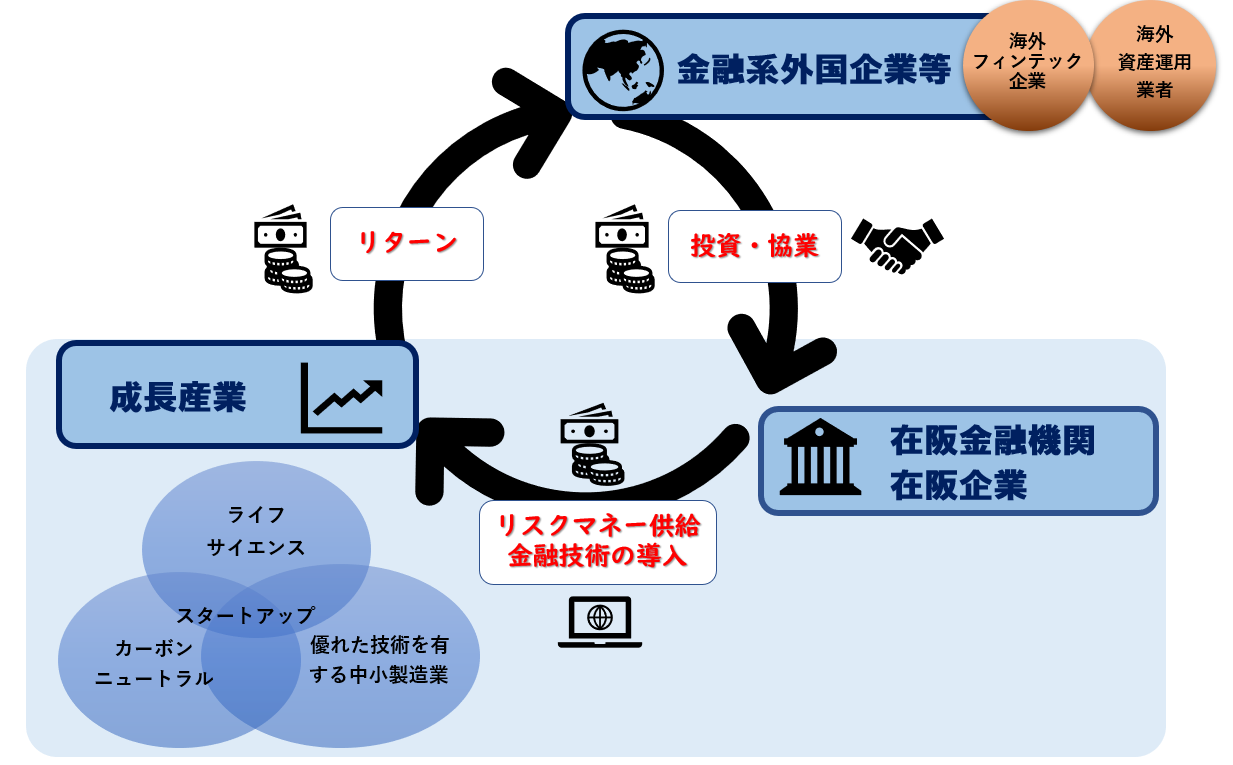 金融系外国企業等
海外
フィンテック
企業
海外
資産運用
業者
リターン
投資・協業
成長産業
在阪金融機関
在阪企業
リスクマネー供給
金融技術の導入
ライフ
サイエンス
スタートアップ
カーボン
ニュートラル
優れた技術を有
する中小製造業